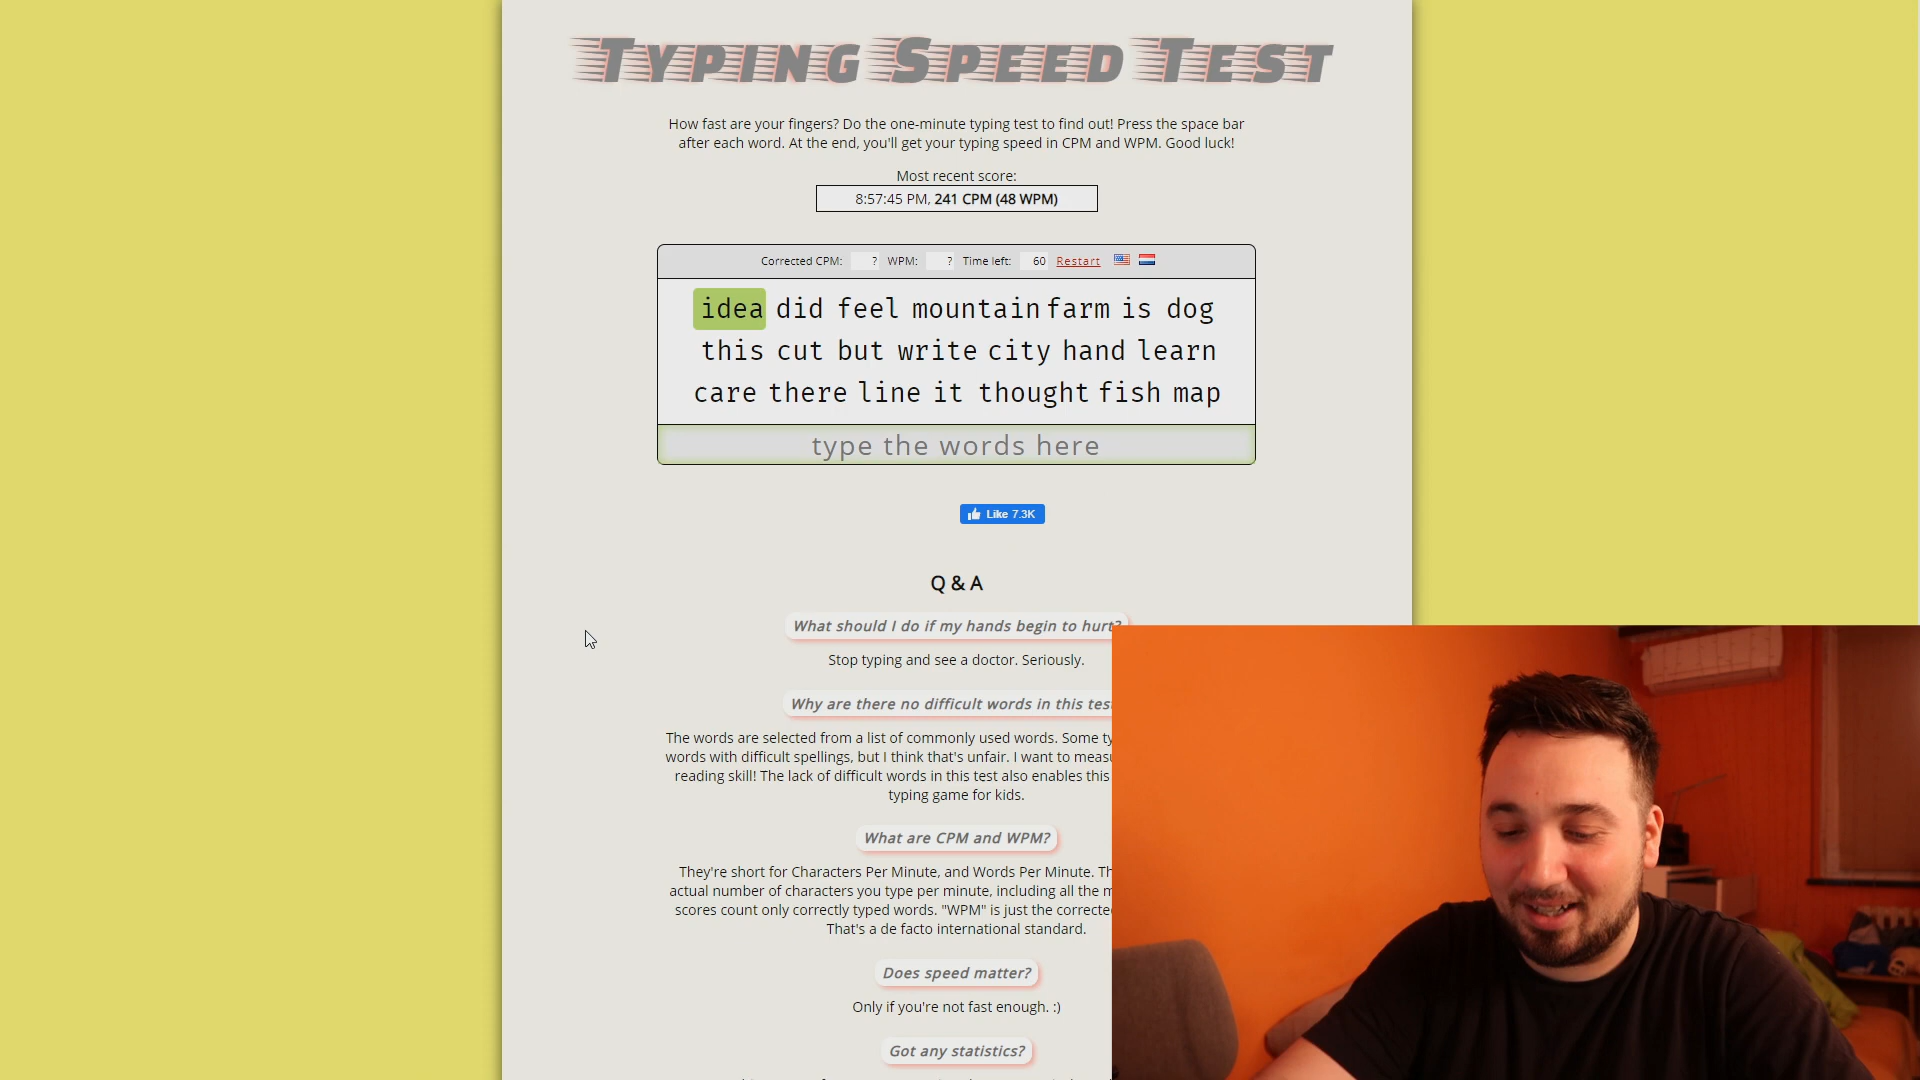 Typing Speed Test
How fast are your fingers? Do the one-minute typing test to find out! Press the space bar
after each word. At the end, you'll get your typing speed in CPM and WPM. Good luck!
Most recent score:
8:57:45 PM, 241 CPM (48 WPM)
Corrected CPM: ? WPM: ? Time left: 60 Restart
idea did feel mountain farm is dog
this cut but write city hand learn
care there line it thought fish map
type the words here
Like 7.3K
Q & A
What should I do if my hands begin to hurt?
Stop typing and see a doctor. Seriously.
Why are there no difficult words in this test
The words are selected from a list of commonly used words. Some
words with difficult spellings, but I think that's unfair. I want to
reading skill! The lack of difficult words in this test also enables this
typing game for kids.
What are CPM and WPM?
They're short for Characters Per Minute, and Words Per Minute.
actual number of characters you type per minute, including all the
scores count only correctly typed words. "WPM" is just the corrected
That's a de facto international standard.
Does speed matter?
Only if you're not fast enough. :)
Got any statistics?